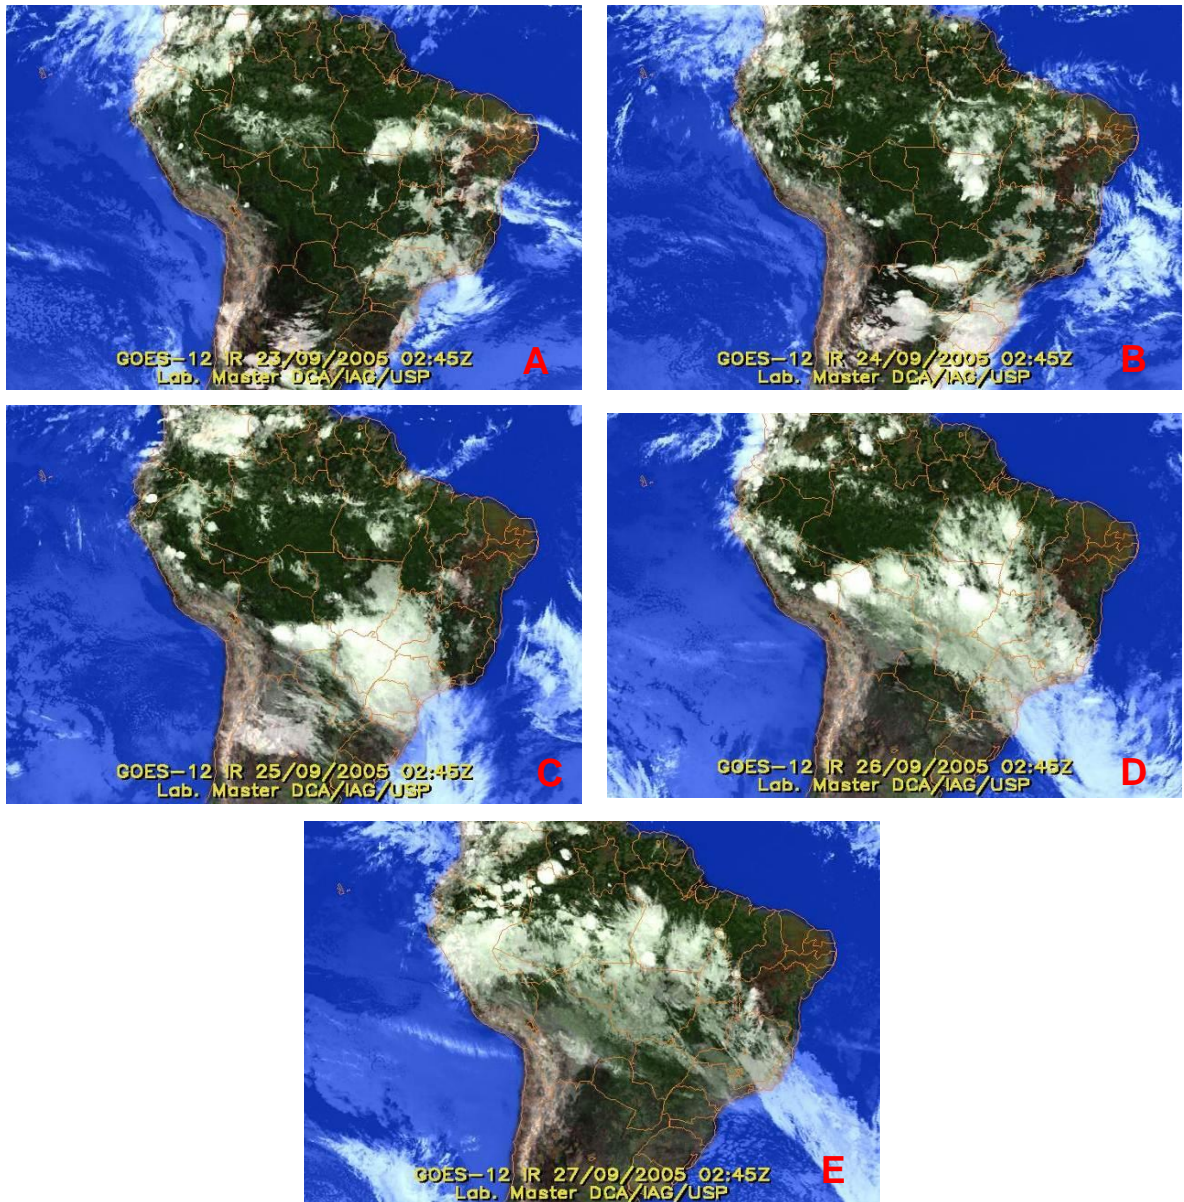 GOES-12 IR 23/09/2005 02:45Z
Lab. Master DCA/IAG/USP
A
GOES-12 IR 24/09/2005 02:45Z
Lab. Master DCA/IAG/USP
B
GOES-12 IR 25/09/2005 02:45Z
Lab. Master DCA/IAG/USP
C
GOES-12 IR 26/09/2005 02:45Z
Lab. Master DCA/IAG/USP
D
GOES-12 IR 27/09/2005 02:45Z
Lab. Master DCA/IAG/USP
E